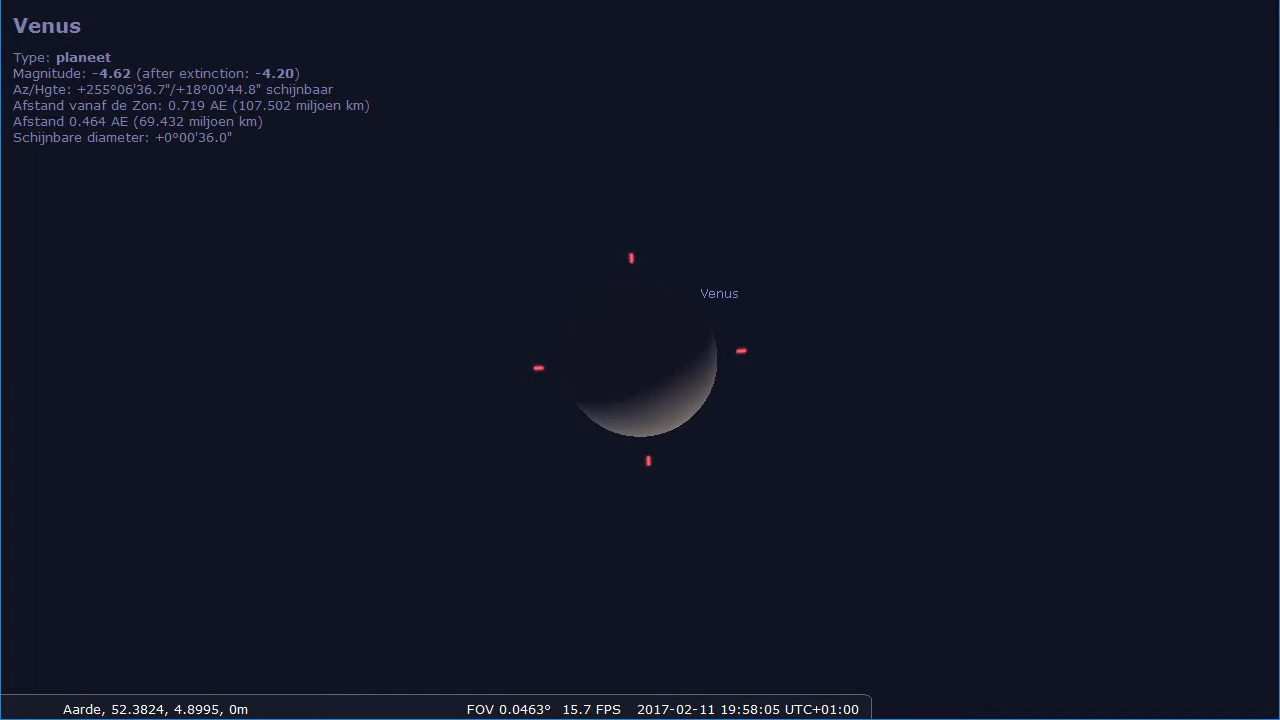 Venus
Type: planeet
Magnitude: -4.62 (after extinction: -4.20)
Az/Hgte: +255°06'36.7"/+18°00'44.8" schijnbaar
Afstand vanaf de Zon: 0.719 AE (107.502 miljoen km)
Afstand 0.464 AE (69.432 miljoen km)
Schijnbare diameter: +0°00'36.0"
Venus
Aarde, 52.3824, 4.8995, 0m FOV 0.0463° 15.7 FPS 2017-02-11 19:58:05 UTC+01:00